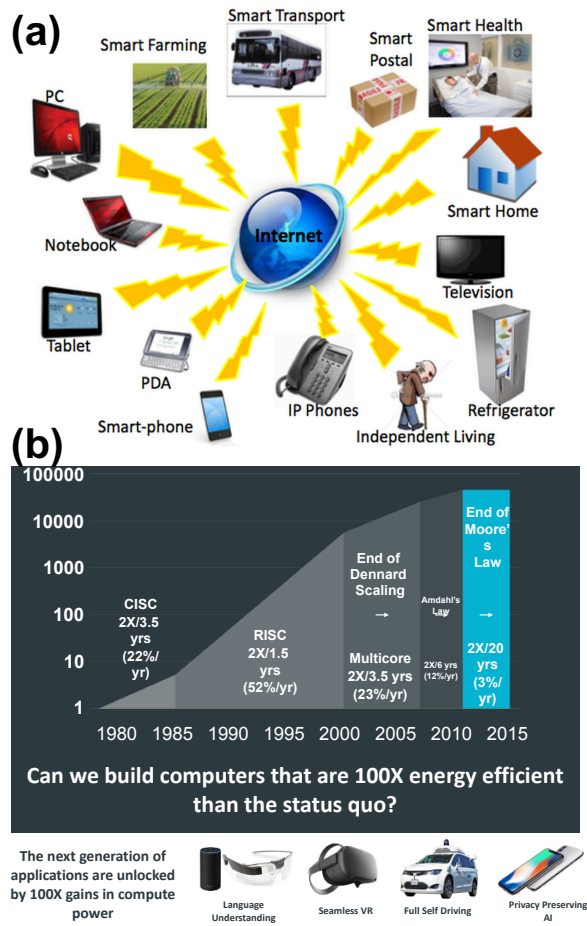 (a)
Smart Transport
Smart Health
Smart Farming
Smart
Postal
PC
Internet
Smart Home
Notebook
Television
Tablet
PDA
IP Phones
Refrigerator
Smart-phone
Independent Living
(b)
100000
10000
1000
100
10
1
CISC
2X/3.5
yrs
(22%/
yr)
RISC
2X/1.5
yrs
(52%/yr)
End of
Dennard
Scaling
→
Multicore
2X/3.5 yrs
(23%/yr)
Amdahl's
Law
→
2X/6 yrs
(12%/yr)
End of
Moore'
s
Law
→
2X/20
yrs
(3%/
yr)
1980 1985 1990 1995 2000 2005 2010 2015
Can we build computers that are 100X energy efficient
than the status quo?
The next generation of
applications are unlocked
by 100X gains in compute
power
Language
Understanding
Seamless VR
Full Self Driving
Privacy Preserving
AI